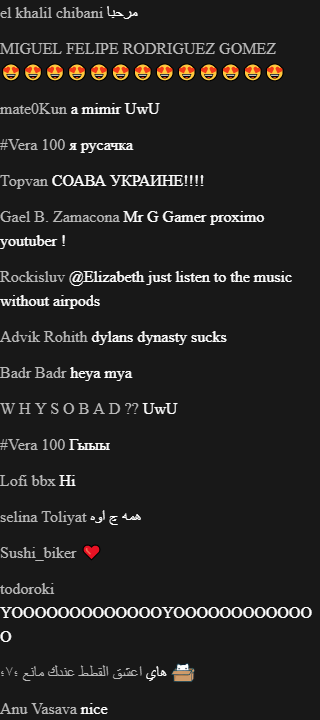 el khalil chibani مرحبا
MIGUEL FELIPE RODRIGUEZ GOMEZ
😍😍😍😍😍😍😍😍😍😍😍😍😍
mate0Kun a mimir UwU
#Vera 100 я русачка
Topvan СОАВА УКРАИНЕ!!!!
Gael B. Zamacona Mr G Gamer proximo
youtuber !
Rockisluv @Elizabeth just listen to the music
without airpods
Advik Rohith dylans dynasty sucks
Badr Badr heya mya
W H Y S O B A D ?? UwU
#Vera 100 Гыыы
Lofi bbx Hi
selina Toliyat همه ج اوه
Sushi_biker ❤️
todoroki
YOOOOOOOOOOOOOYOOOOOOOOOOOO
O
هاي اعشق القطط عندك مانع ؛٧؛
Anu Vasava nice